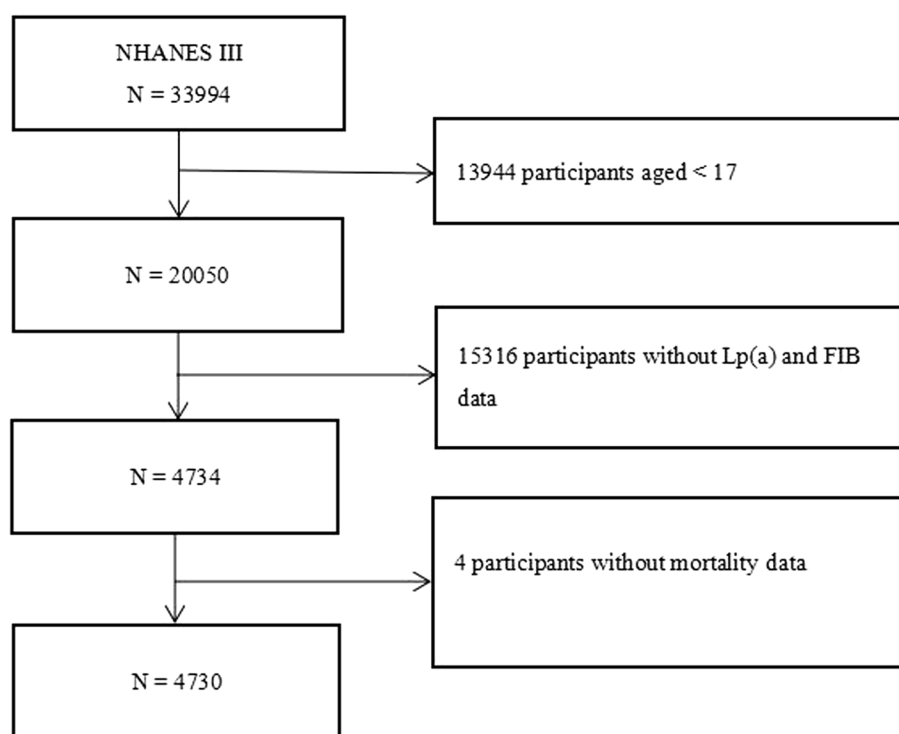 NHANES III
N = 33994
13944 participants aged < 17
N = 20050
15316 participants without Lp(a) and FIB
data
N = 4734
4 participants without mortality data
N = 4730